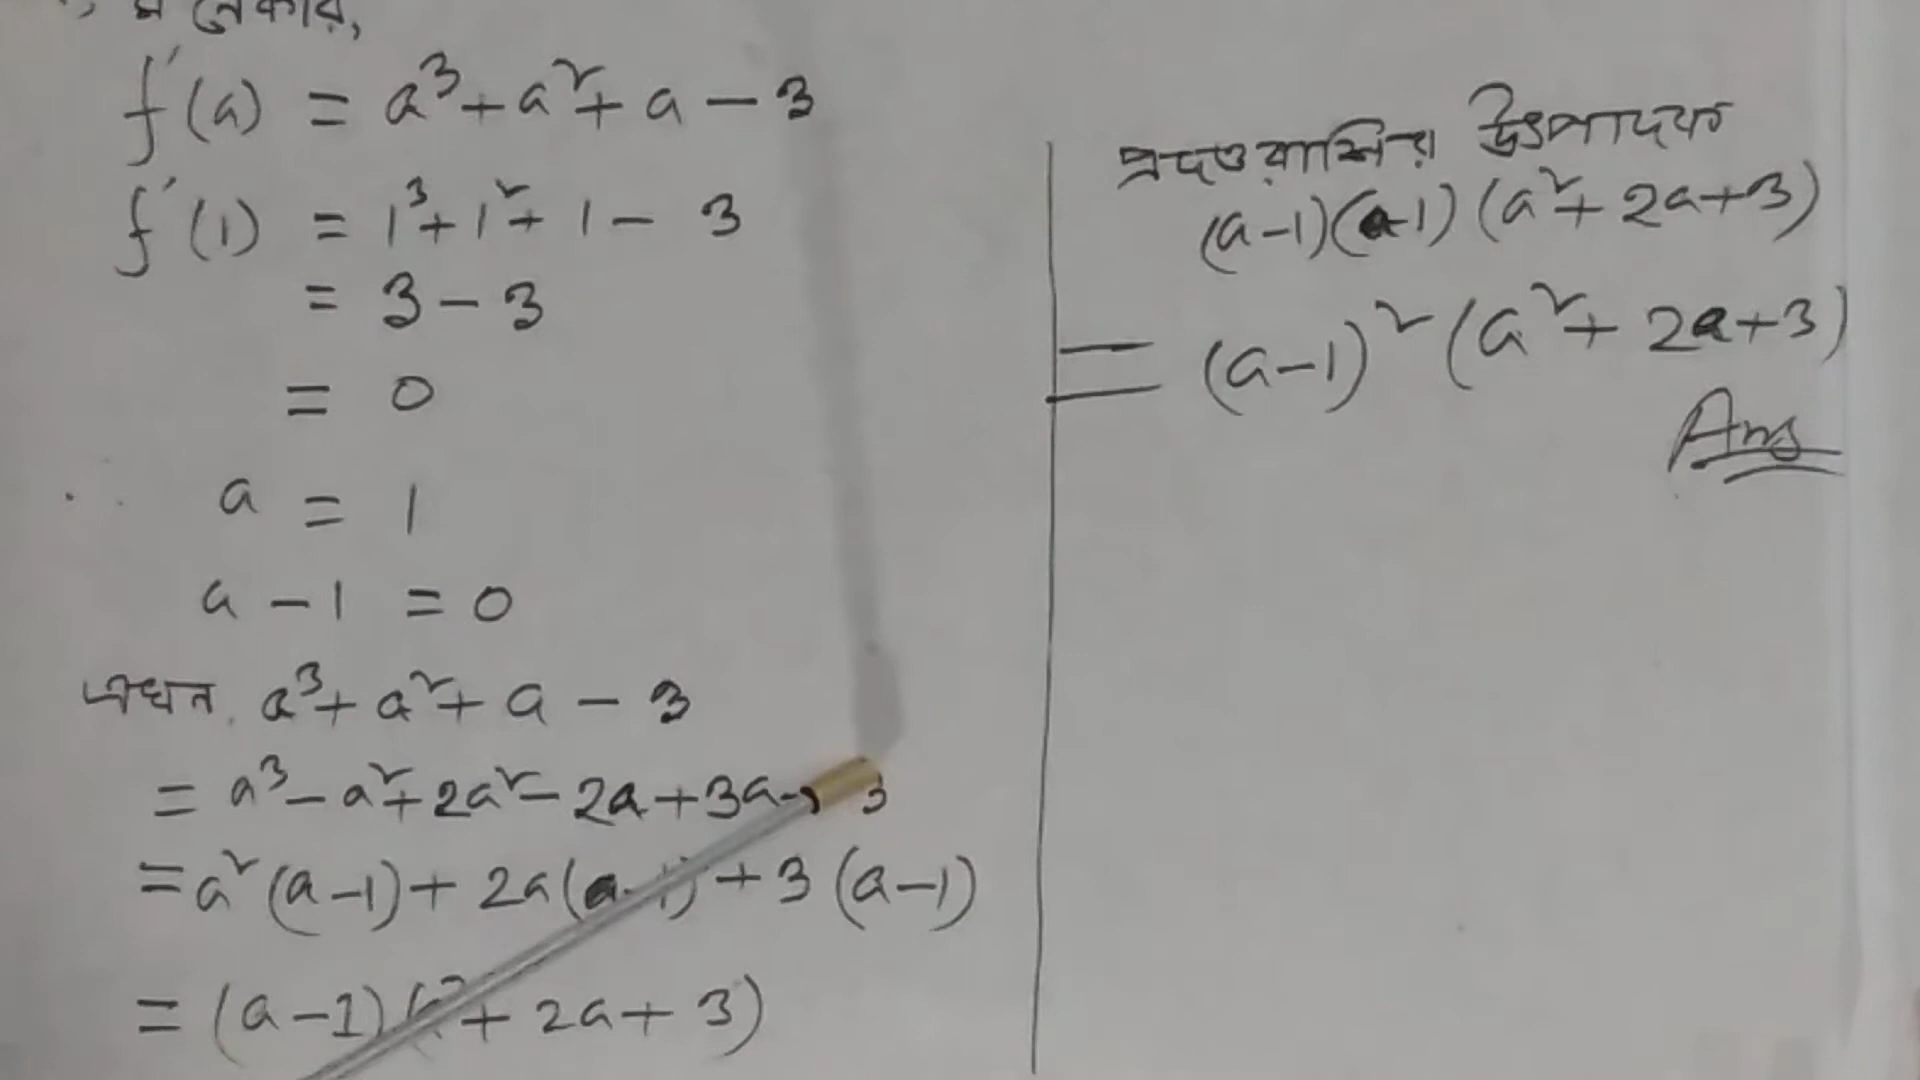 f′(a) = a³ + a² + a − 3
f′(1) = 1³ + 1² + 1 − 3
= 3 − 3
= 0
a = 1
a − 1 = 0
এখন, a³ + a² + a − 3
= a³ − a² + 2a² − 2a + 3a − 3
= a²(a−1) + 2a(a−1) + 3(a−1)
= (a−1)(a² + 2a + 3)
প্রদত্ত রাশির উৎপাদক
(a−1)(a−1)(a² + 2a + 3)
= (a−1)²(a² + 2a + 3)
Ans